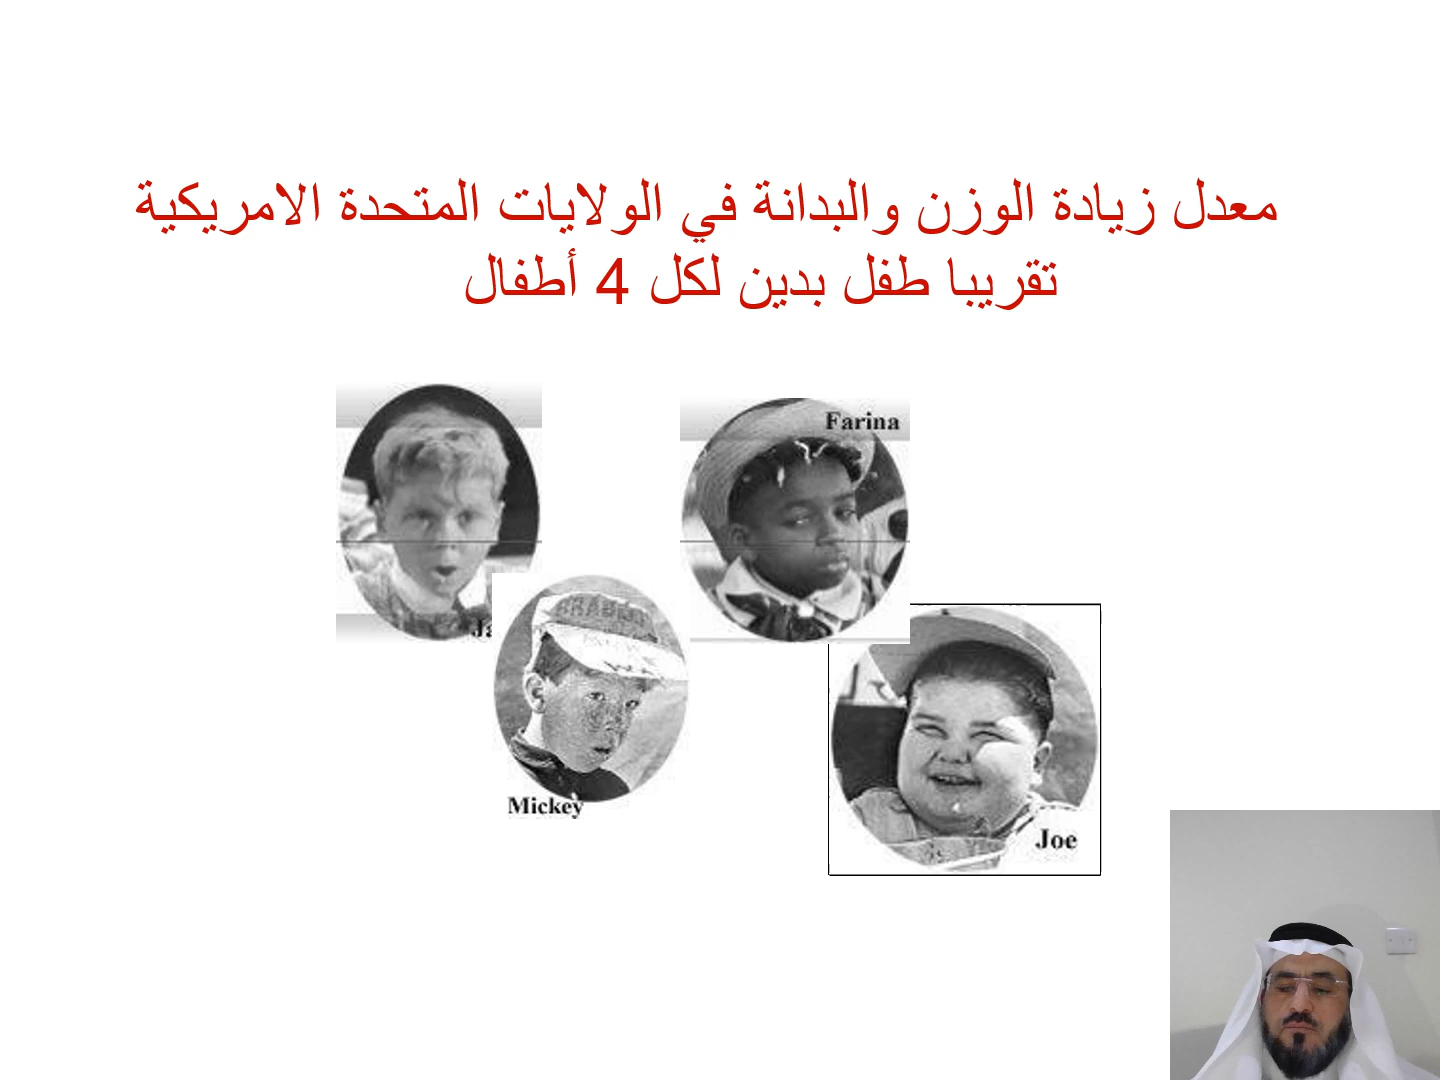 معدل زيادة الوزن والبدانة في الولايات المتحدة الامريكية
تقريبا طفل بدين لكل 4 أطفال
Farina
Mickey
Joe